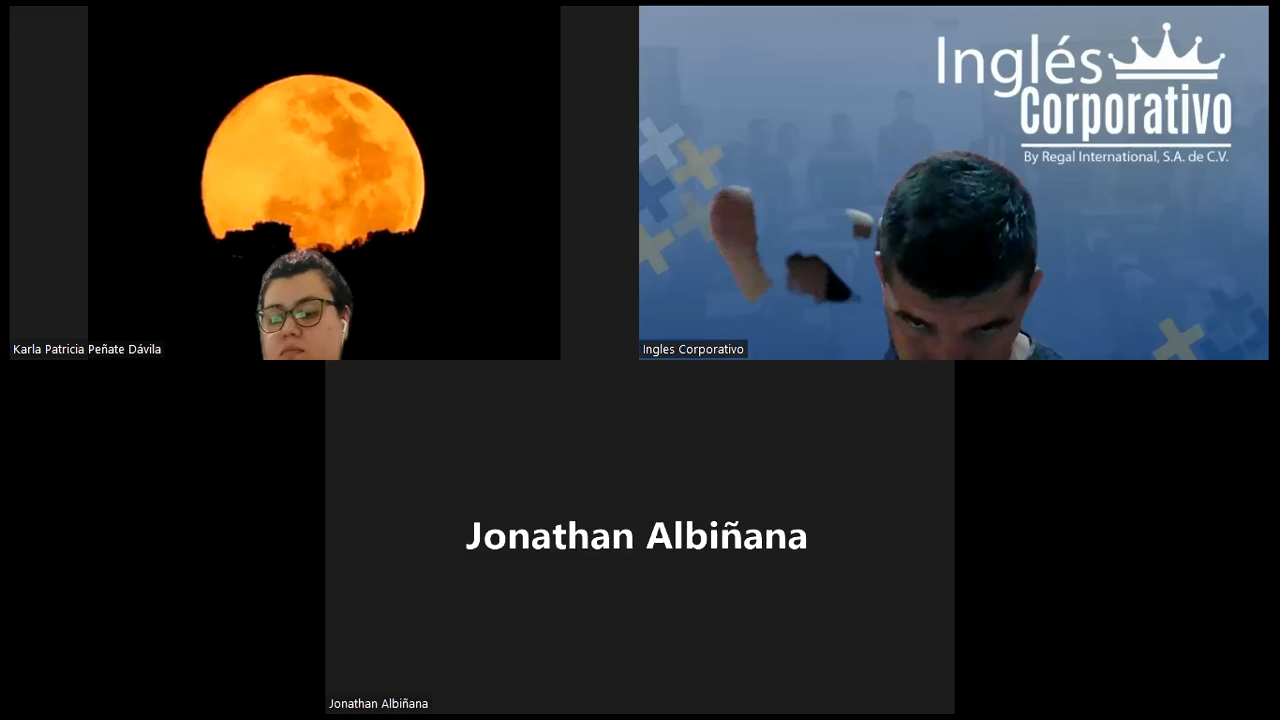 Inglés
Corporativo
By Regal International, S.A. de C.V.
Karla Patricia Peñate Dávila
Ingles Corporativo
Jonathan Albiñana
Jonathan Albiñana